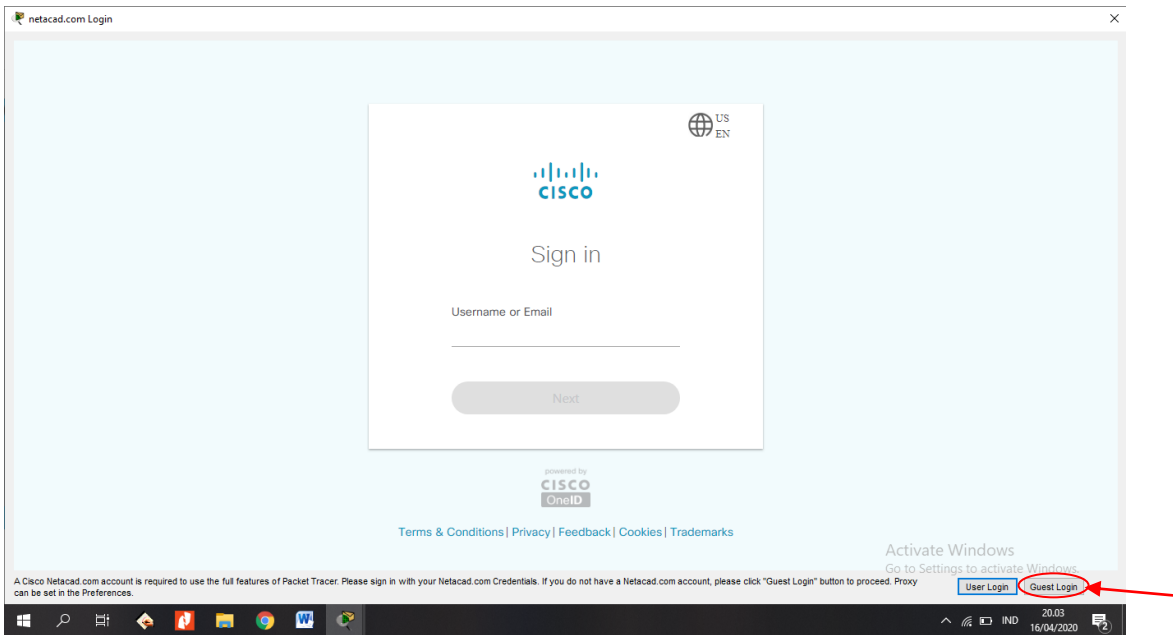 netacad.com Login
US
EN
CISCO
Sign in
Username or Email
Next
powered by
CISCO
OneID
Terms & Conditions | Privacy | Feedback | Cookies | Trademarks
Activate Windows
Go to Settings to activate Windows.
A Cisco Netacad.com account is required to use the full features of Packet Tracer. Please sign in with your Netacad.com Credentials. If you do not have a Netacad.com account, please click "Guest Login" button to proceed. Proxy
can be set in the Preferences.
User Login
Guest Login
IND
20.03
16/04/2020
2